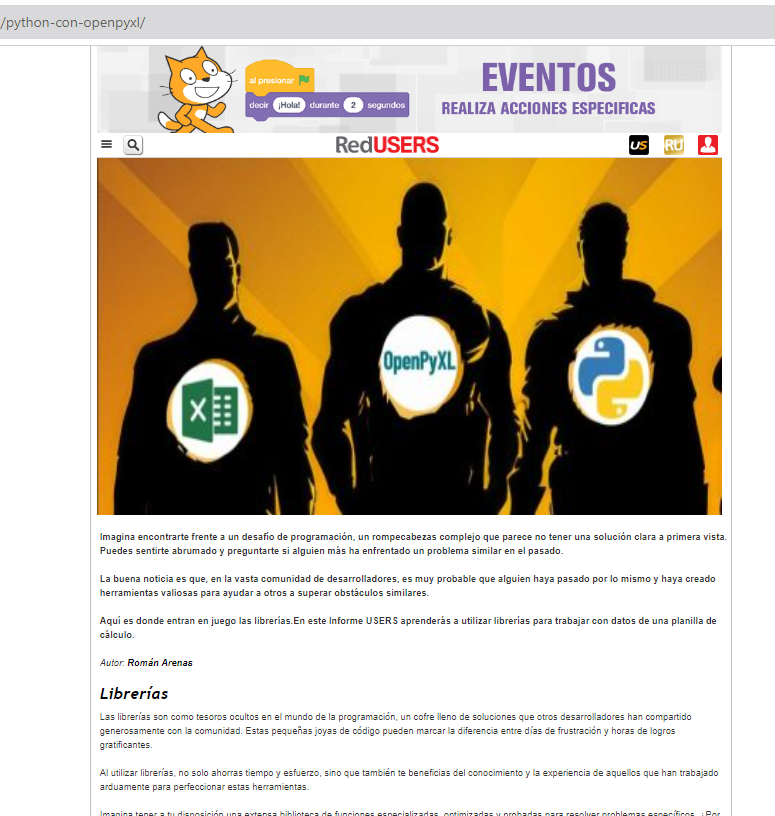 /python-con-openpyxl/
al presionar
decir ¡Hola! durante 2 segundos
EVENTOS
REALIZA ACCIONES ESPECIFICAS
RedUSERS
US
RU
X
OpenPyXL
Imagina encontrarte frente a un desafío de programación, un rompecabezas complejo que parece no tener una solución clara a primera vista.
Puedes sentirte abrumado y preguntarte si alguien más ha enfrentado un problema similar en el pasado.
La buena noticia es que, en la vasta comunidad de desarrolladores, es muy probable que alguien haya pasado por lo mismo y haya creado
herramientas valiosas para ayudar a otros a superar obstáculos similares.
Aquí es donde entran en juego las librerías.En este Informe USERS aprenderás a utilizar librerías para trabajar con datos de una planilla de
cálculo.
Autor: Román Arenas
Librerías
Las librerías son como tesoros ocultos en el mundo de la programación, un cofre lleno de soluciones que otros desarrolladores han compartido
generosamente con la comunidad. Estas pequeñas joyas de código pueden marcar la diferencia entre días de frustración y horas de logros
gratificantes.
Al utilizar librerías, no solo ahorras tiempo y esfuerzo, sino que también te beneficias del conocimiento y la experiencia de aquellos que han trabajado
arduamente para perfeccionar estas herramientas.
Imagina tener a tu disposición una extensa biblioteca de funciones especializadas, optimizadas y probadas para resolver problemas específicos. ¿Por